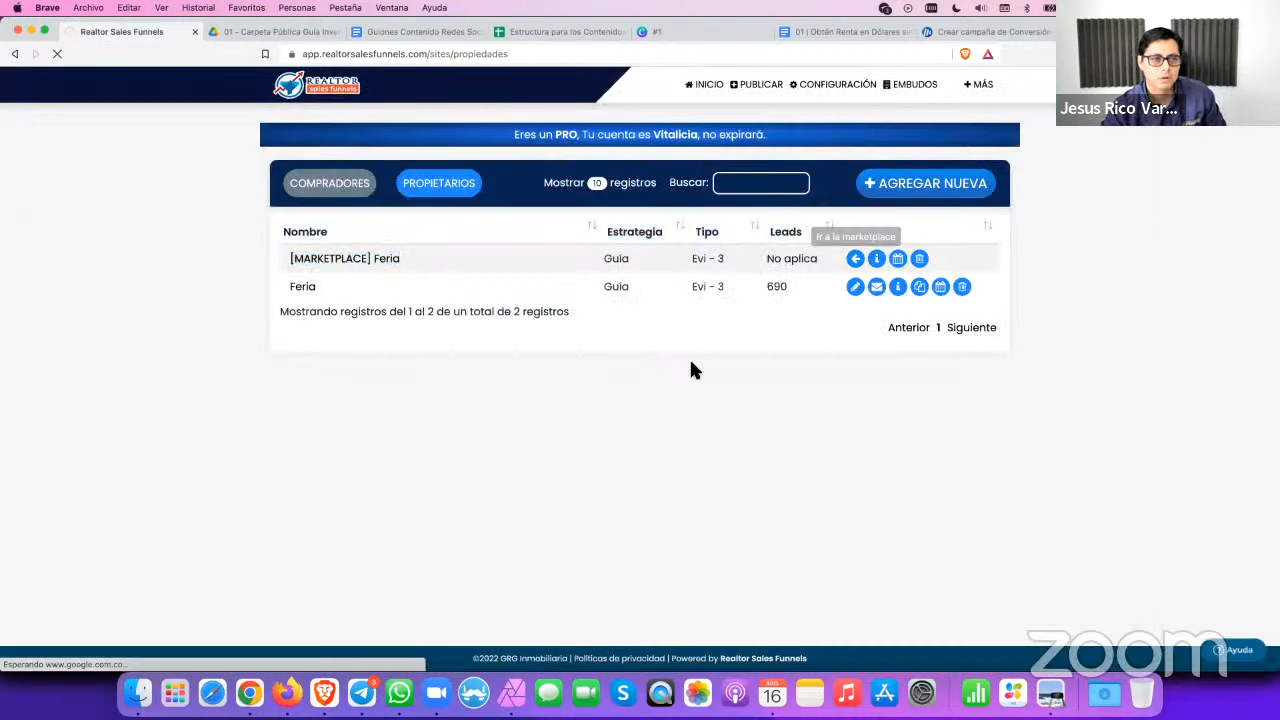 Brave Archivo Editar Ver Historial Favoritos Personas Pestaña Ventana Ayuda
Realtor Sales Funnels
01 - Carpeta Pública Guía Inver
Guiones Contenido Redes Soc
Estructura para los Contenidos
#1
01 | Obtán Renta en Dólares sin
Crear campaña de Conversión
app.realtorsalesfunnels.com/sites/propiedades
REALTOR
sales funnels
INICIO PUBLICAR CONFIGURACIÓN EMBUDOS MÁS
Eres un PRO, Tu cuenta es Vitalicia, no expirará.
COMPRADORES PROPIETARIOS Mostrar 10 registros Buscar: AGREGAR NUEVA
Nombre Estrategia Tipo Leads
Ir a la marketplace
[MARKETPLACE] Feria Guía Evi - 3 No aplica
Feria Guía Evi - 3 690
Mostrando registros del 1 al 2 de un total de 2 registros
Anterior 1 Siguiente
Jesus Rico Var...
Esperando www.google.com.co...
©2022 GRG Inmobiliaria | Políticas de privacidad | Powered by Realtor Sales Funnels
Ayuda
zoom
3
AGO.
16